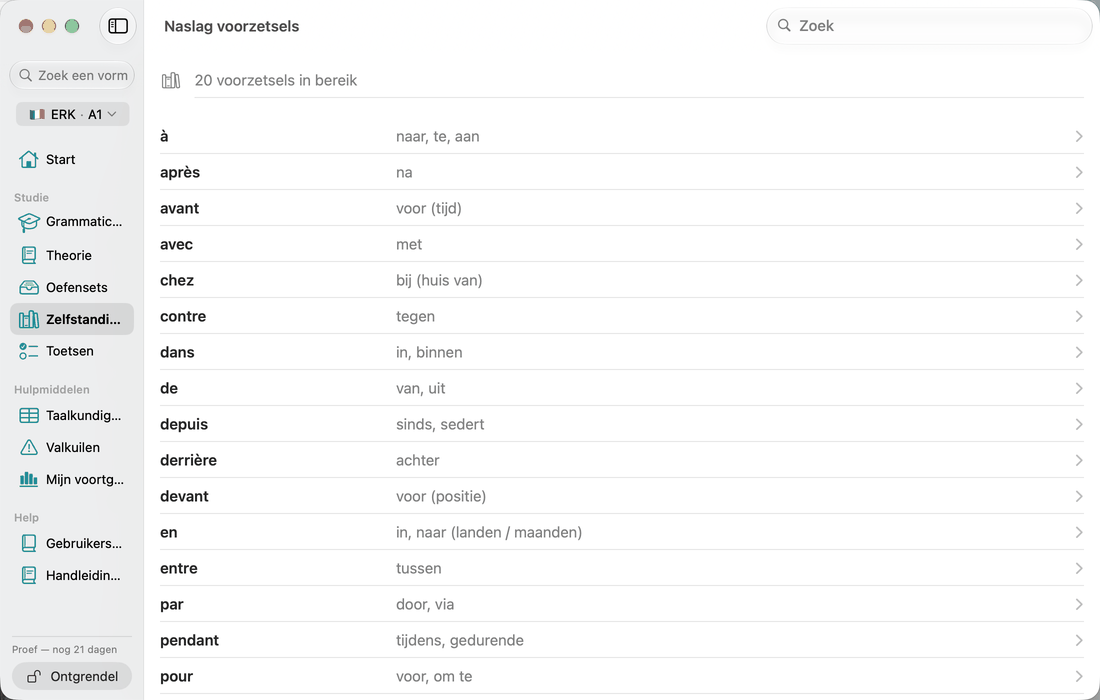 Naslag voorzetsels
Zoek
Zoek een vorm
ERK · A1
Start
Studie
Grammatic...
Theorie
Oefensets
Zelfstandi...
Toetsen
Hulpmiddelen
Taalkundig...
Valkuilen
Mijn voortg...
Help
Gebruikers...
Handleidin...
Proef — nog 21 dagen
Ontgrendel
20 voorzetsels in bereik
à naar, te, aan
après na
avant voor (tijd)
avec met
chez bij (huis van)
contre tegen
dans in, binnen
de van, uit
depuis sinds, sedert
derrière achter
devant voor (positie)
en in, naar (landen / maanden)
entre tussen
par door, via
pendant tijdens, gedurende
pour voor, om te